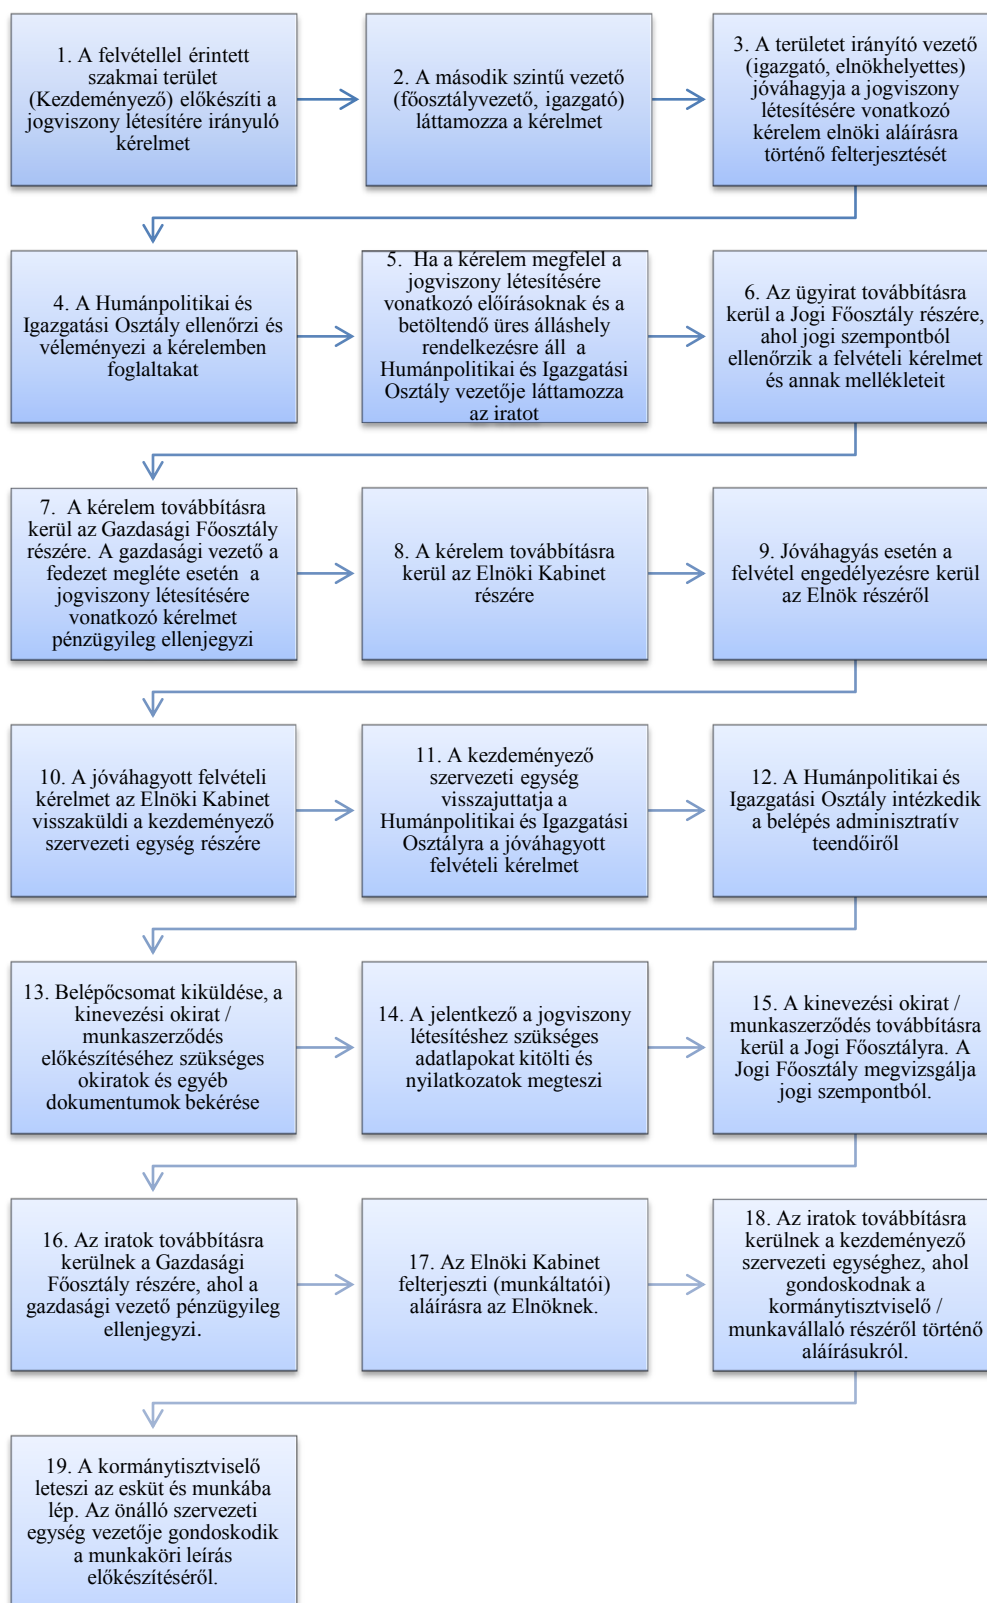 1. A felvétellel érintett
szakmai terület
(Kezdeményező) előkészíti a
jogviszony létesítére irányuló
kérelmet
2. A második szintű vezető
(főosztályvezető, igazgató)
láttamozza a kérelmet
3. A területet irányító vezető
(igazgató, elnökhelyettes)
jóváhagyja a jogviszony
létesítésére vonatkozó
kérelem elnöki aláírásra
történő felterjesztését
4. A Humánpolitikai és
Igazgatási Osztály ellenőrzi és
véleményezi a kérelemben
foglaltakat
5. Ha a kérelem megfelel a
jogviszony létesítésére
vonatkozó előírásoknak és a
betöltendő üres álláshely
rendelkezésre áll a
Humánpolitikai és Igazgatási
Osztály vezetője láttamozza
az iratot
6. Az ügyirat továbbításra
kerül a Jogi Főosztály részére,
ahol jogi szempontból
ellenőrzik a felvételi kérelmet
és annak mellékleteit
7. A kérelem továbbításra
kerül az Gazdasági Főosztály
részére. A gazdasági vezető a
fedezet megléte esetén a
jogviszony létesítésére
vonatkozó kérelmet
pénzügyileg ellenjegyzi
8. A kérelem továbbításra
kerül az Elnöki Kabinet
részére
9. Jóváhagyás esetén a
felvétel engedélyezésre kerül
az Elnök részéről
10. A jóváhagyott felvételi
kérelmet az Elnöki Kabinet
visszaküldi a kezdeményező
szervezeti egység részére
11. A kezdeményező
szervezeti egység
visszajuttatja a
Humánpolitikai és Igazgatási
Osztályra a jóváhagyott
felvételi kérelmet
12. A Humánpolitikai és
Igazgatási Osztály intézkedik
a belépés adminisztratív
teendőiről
13. Belépőcsomat kiküldése, a
kinevezési okirat /
munkaszerződés
előkészítéséhez szükséges
okiratok és egyéb
dokumentumok bekérése
14. A jelentkező a jogviszony
létesítéshez szükséges
adatlapokat kitölti és
nyilatkozatok megteszi
15. A kinevezési okirat /
munkaszerződés továbbításra
kerül a Jogi Főosztályra. A
Jogi Főosztály megvizsgálja
jogi szempontból.
16. Az iratok továbbításra
kerülnek a Gazdasági
Főosztály részére, ahol a
gazdasági vezető pénzügyileg
ellenjegyzi.
17. Az Elnöki Kabinet
felterjeszti (munkáltatói)
aláírásra az Elnöknek.
18. Az iratok továbbításra
kerülnek a kezdeményező
szervezeti egységhez, ahol
gondoskodnak a
kormánytisztviselő /
munkavállaló részéről történő
aláírásukról.
19. A kormánytisztviselő
leteszi az esküt és munkába
lép. Az önálló szervezeti
egység vezetője gondoskodik
a munkaköri leírás
előkészítéséről.